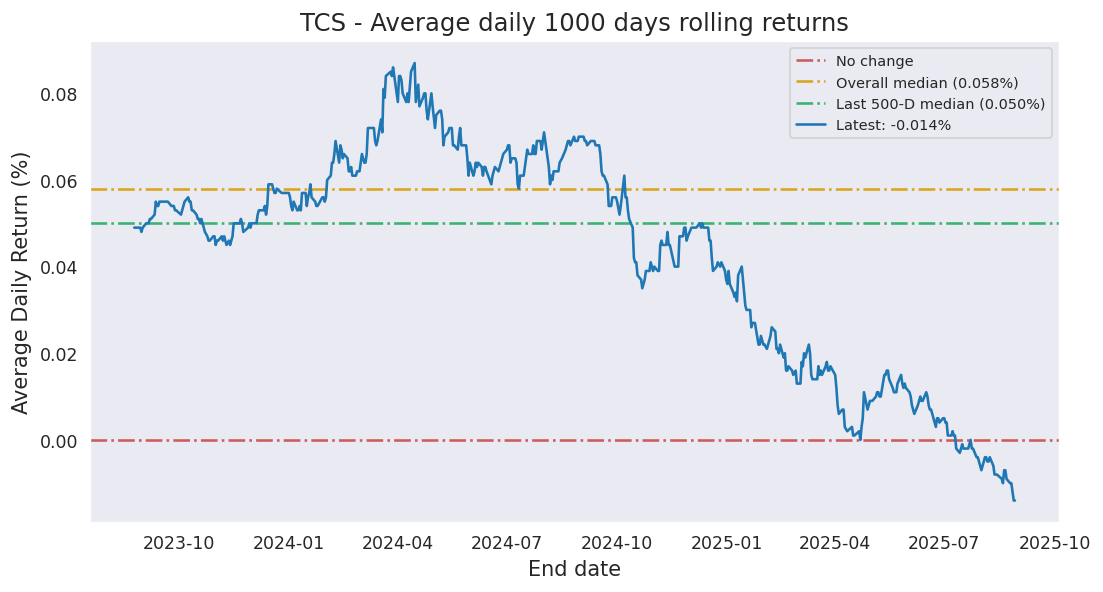 TCS - Average daily 1000 days rolling returns
No change
Overall median (0.058%)
Last 500-D median (0.050%)
Latest: -0.014%
Average Daily Return (%)
0.08
0.06
0.04
0.02
0.00
2023-10 2024-01 2024-04 2024-07 2024-10 2025-01 2025-04 2025-07 2025-10
End date